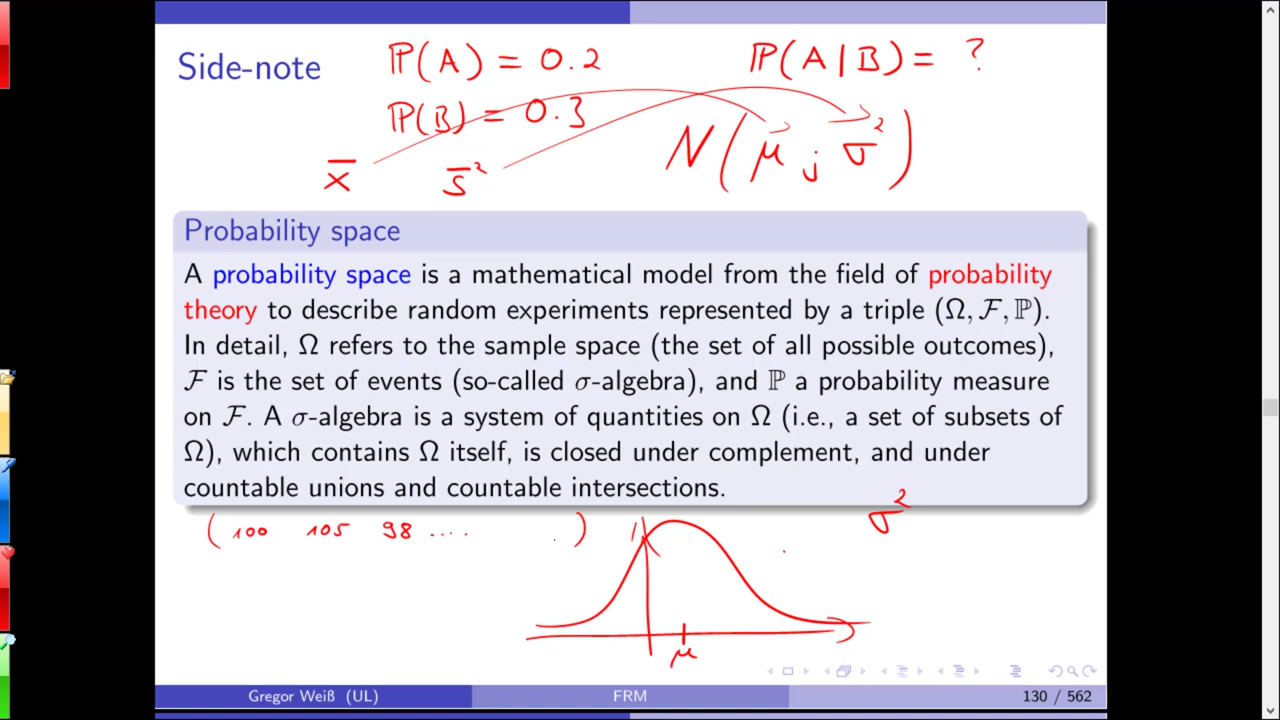 Side-note
ℙ(A) = 0.2
ℙ(A|B) = ?
ℙ(B) = 0.3
N(μ ; σ²)
x̄
s̄²
Probability space
A probability space is a mathematical model from the field of probability
theory to describe random experiments represented by a triple (Ω, ℱ, ℙ).
In detail, Ω refers to the sample space (the set of all possible outcomes),
ℱ is the set of events (so-called σ-algebra), and ℙ a probability measure
on ℱ. A σ-algebra is a system of quantities on Ω (i.e., a set of subsets of
Ω), which contains Ω itself, is closed under complement, and under
countable unions and countable intersections.
σ²
(100 105 98 .... )
μ
Gregor Weiß (UL) FRM 130 / 562